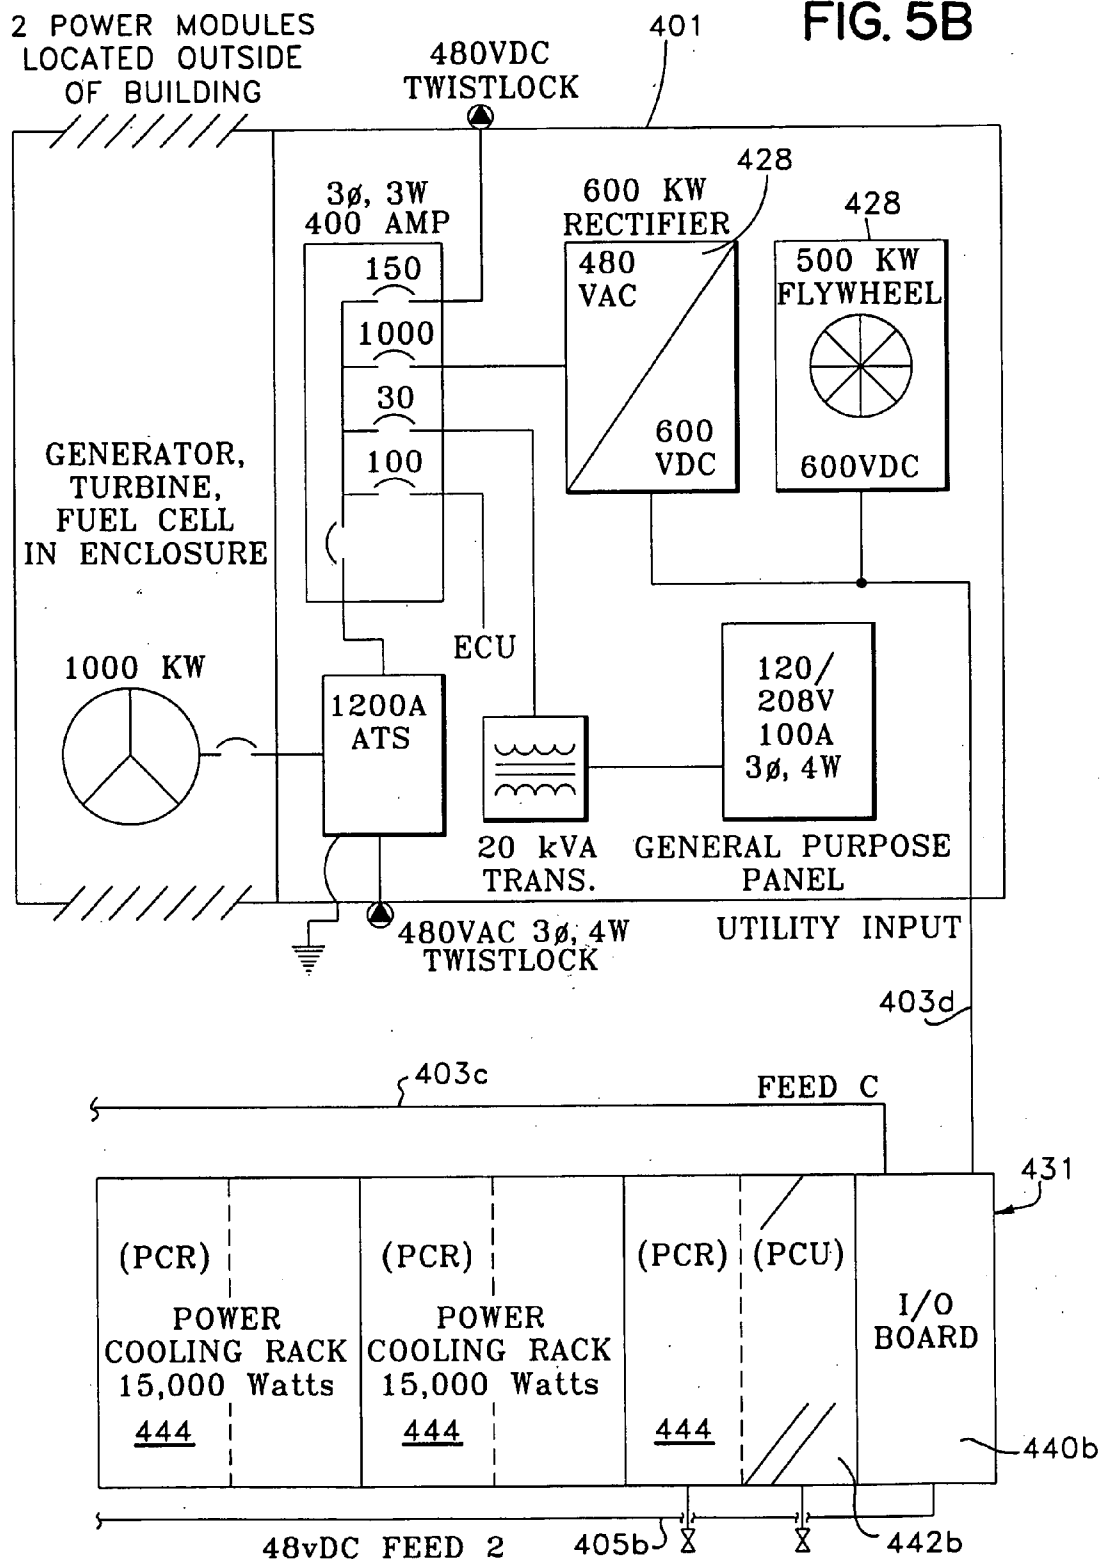 2 POWER MODULES
LOCATED OUTSIDE
OF BUILDING
FIG. 5B
401
480VDC
TWISTLOCK
3ø, 3W
400 AMP
150
1000
30
100
600 KW
RECTIFIER
428
480
VAC
600
VDC
428
500 KW
FLYWHEEL
600VDC
GENERATOR,
TURBINE,
FUEL CELL
IN ENCLOSURE
1000 KW
ECU
1200A
ATS
120/
208V
100A
3ø, 4W
20 kVA
TRANS.
GENERAL PURPOSE
PANEL
480VAC 3ø, 4W
TWISTLOCK
UTILITY INPUT
403d
403c
FEED C
431
(PCR)
POWER
COOLING RACK
15,000 Watts
444
(PCR)
POWER
COOLING RACK
15,000 Watts
444
(PCR)
444
(PCU)
I/O
BOARD
440b
48vDC FEED 2
405b
442b